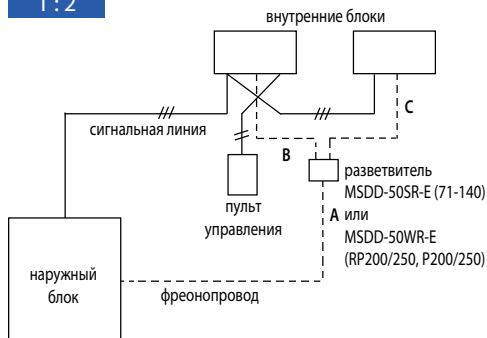 1 : 2
внутренние блоки
сигнальная линия
C
B
разветвитель
MSDD-50SR-E (71-140)
A или
MSDD-50WR-E
(RP200/250, P200/250)
пульт
управления
наружный
блок
фреонопровод